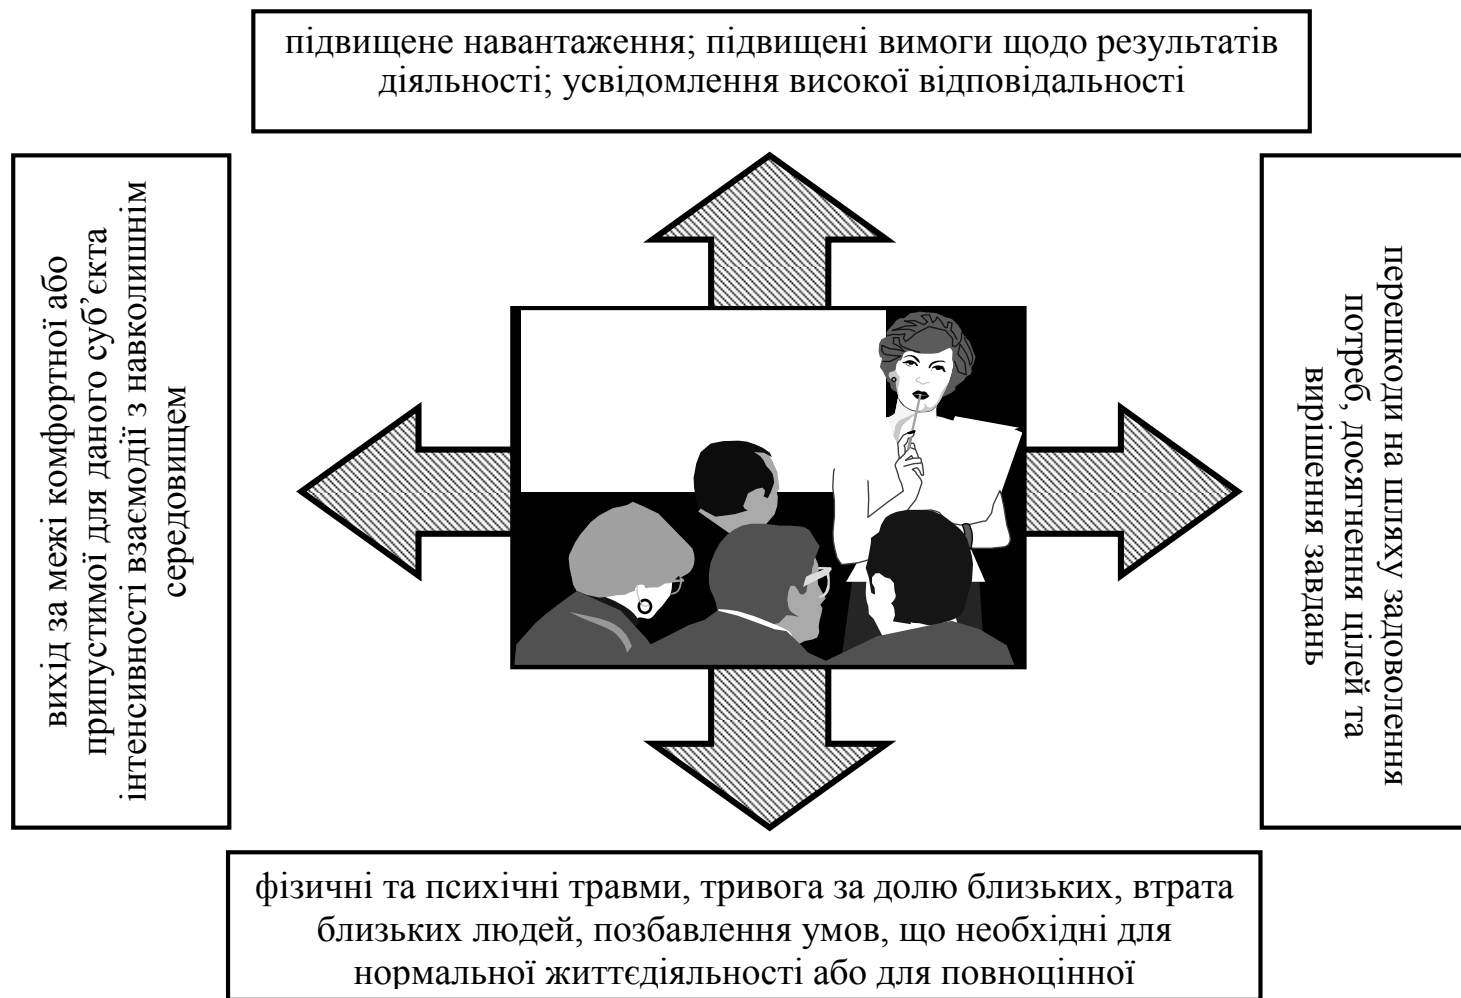 підвищене навантаження; підвищені вимоги щодо результатів
діяльності; усвідомлення високої відповідальності
вихід за межі комфортної або
припустимої для даного суб’єкта
інтенсивності взаємодії з навколишнім
середовищем
перешкоди на шляху задоволення
потреб, досягнення цілей та
вирішення завдань
фізичні та психічні травми, тривога за долю близьких, втрата
близьких людей, позбавлення умов, що необхідні для
нормальної життєдіяльності або для повноцінної